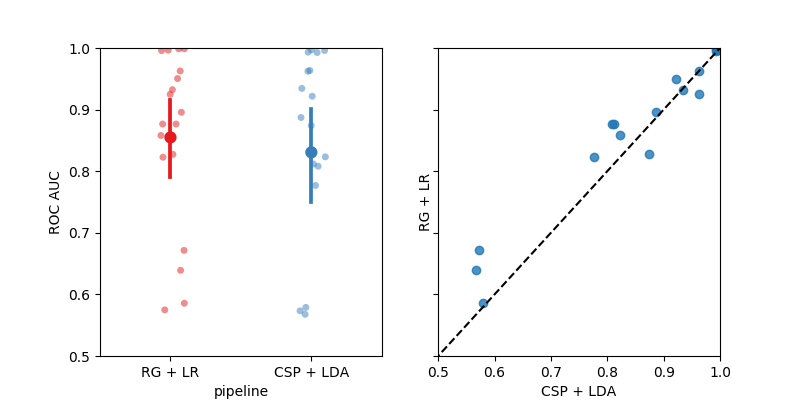 1.0
0.9
0.8
0.7
0.6
0.5
ROC AUC
RG + LR
CSP + LDA
pipeline
RG + LR
0.5
0.6
0.7
0.8
0.9
1.0
CSP + LDA